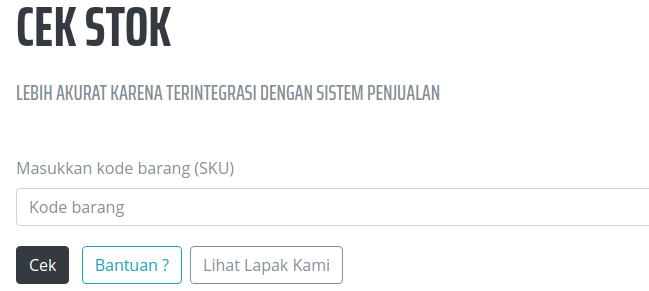 CEK STOK
LEBIH AKURAT KARENA TERINTEGRASI DENGAN SISTEM PENJUALAN
Masukkan kode barang (SKU)
Kode barang
Cek
Bantuan ?
Lihat Lapak Kami